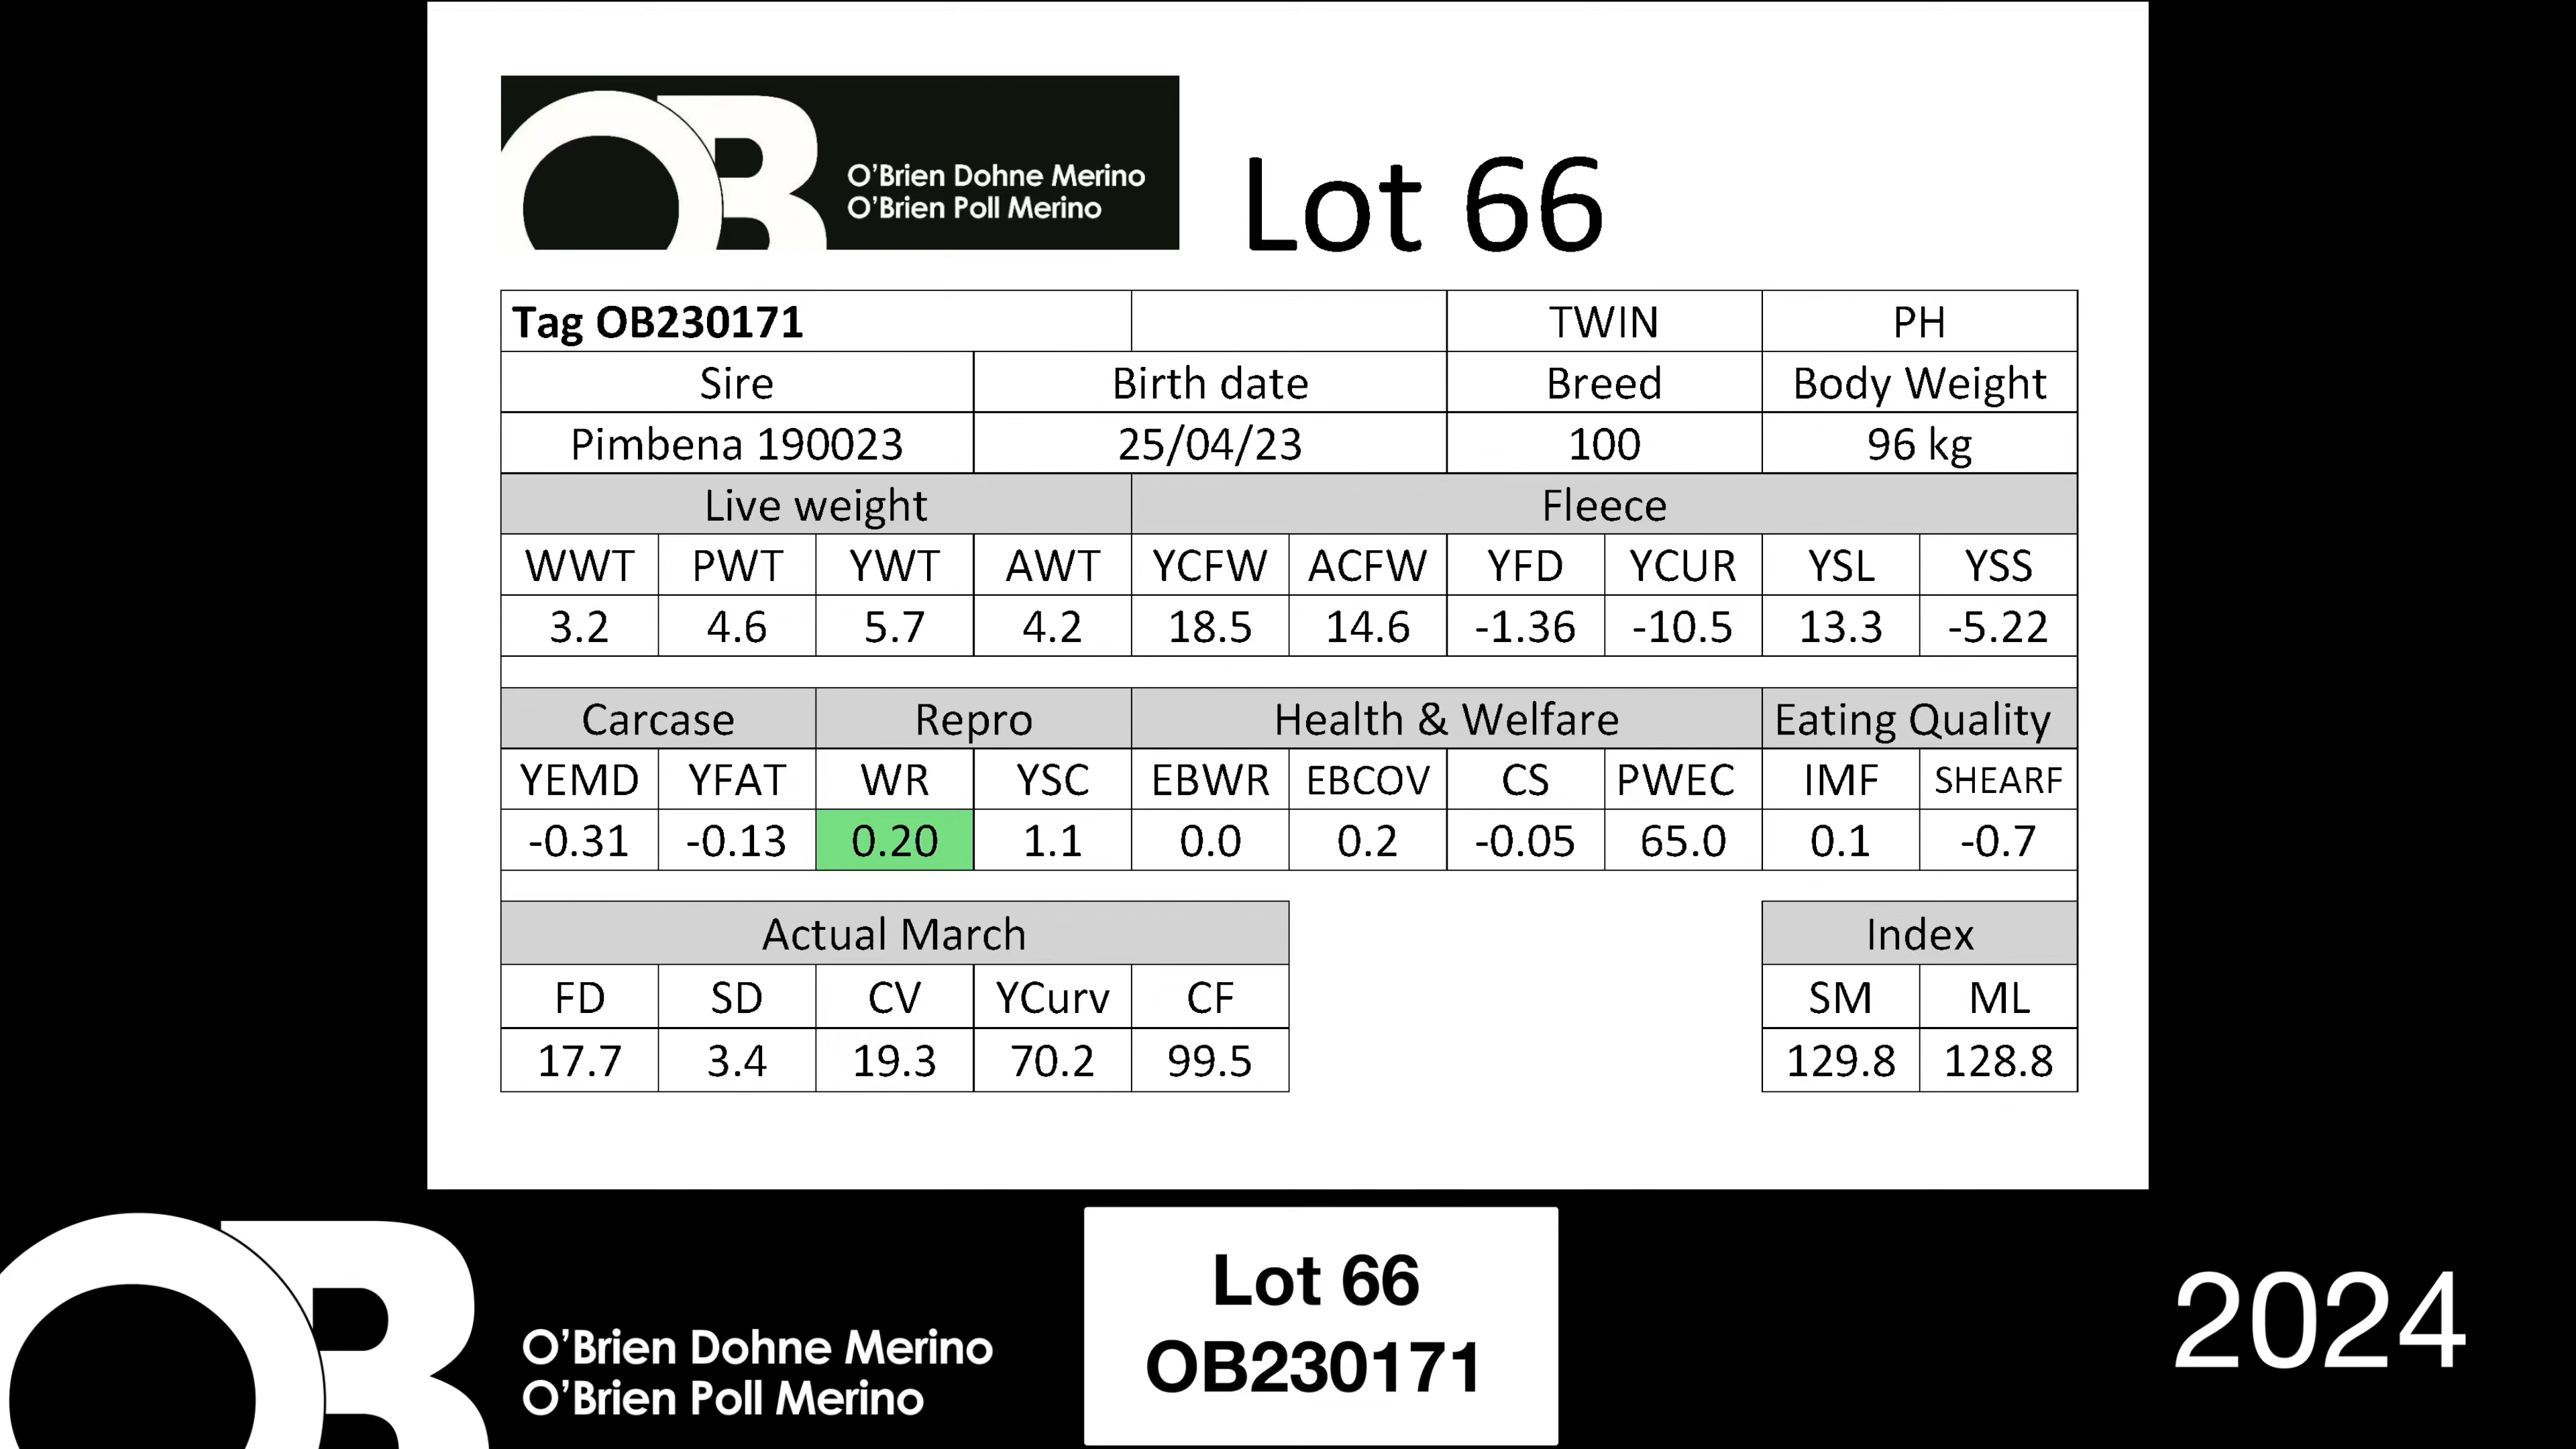 O'Brien Dohne Merino
O'Brien Poll Merino
Lot 66
Tag OB230171 TWIN PH
Sire Birth date Breed Body Weight
Pimbena 190023 25/04/23 100 96 kg
Live weight Fleece
WWT PWT YWT AWT YCFW ACFW YFD YCUR YSL YSS
3.2 4.6 5.7 4.2 18.5 14.6 -1.36 -10.5 13.3 -5.22
Carcase Repro Health & Welfare Eating Quality
YEMD YFAT WR YSC EBWR EBCOV CS PWEC IMF SHEARF
-0.31 -0.13 0.20 1.1 0.0 0.2 -0.05 65.0 0.1 -0.7
Actual March Index
FD SD CV YCurv CF SM ML
17.7 3.4 19.3 70.2 99.5 129.8 128.8
OB
O'Brien Dohne Merino
O'Brien Poll Merino
Lot 66
OB230171
2024